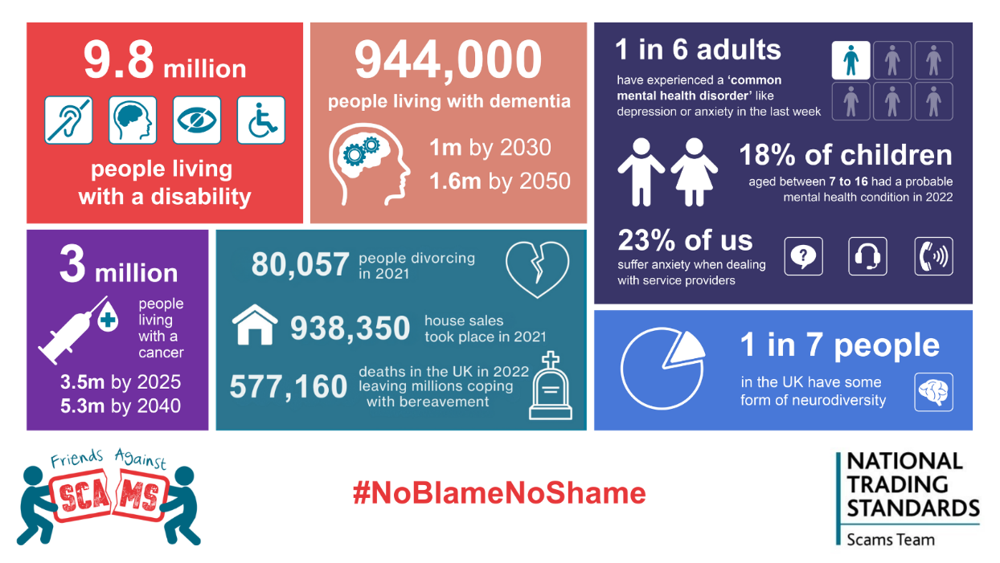 9.8 million
people living
with a disability
944,000
people living with dementia
1m by 2030
1.6m by 2050
1 in 6 adults
have experienced a ‘common
mental health disorder’ like
depression or anxiety in the last week
18% of children
aged between 7 to 16 had a probable
mental health condition in 2022
23% of us
suffer anxiety when dealing
with service providers
?
3 million
people
living
with a
cancer
3.5m by 2025
5.3m by 2040
80,057
people divorcing
in 2021
938,350
house sales
took place in 2021
577,160
deaths in the UK in 2022
leaving millions coping
with bereavement
1 in 7 people
in the UK have some
form of neurodiversity
Friends Against
SCAMS
#NoBlameNoShame
NATIONAL
TRADING
STANDARDS
Scams Team